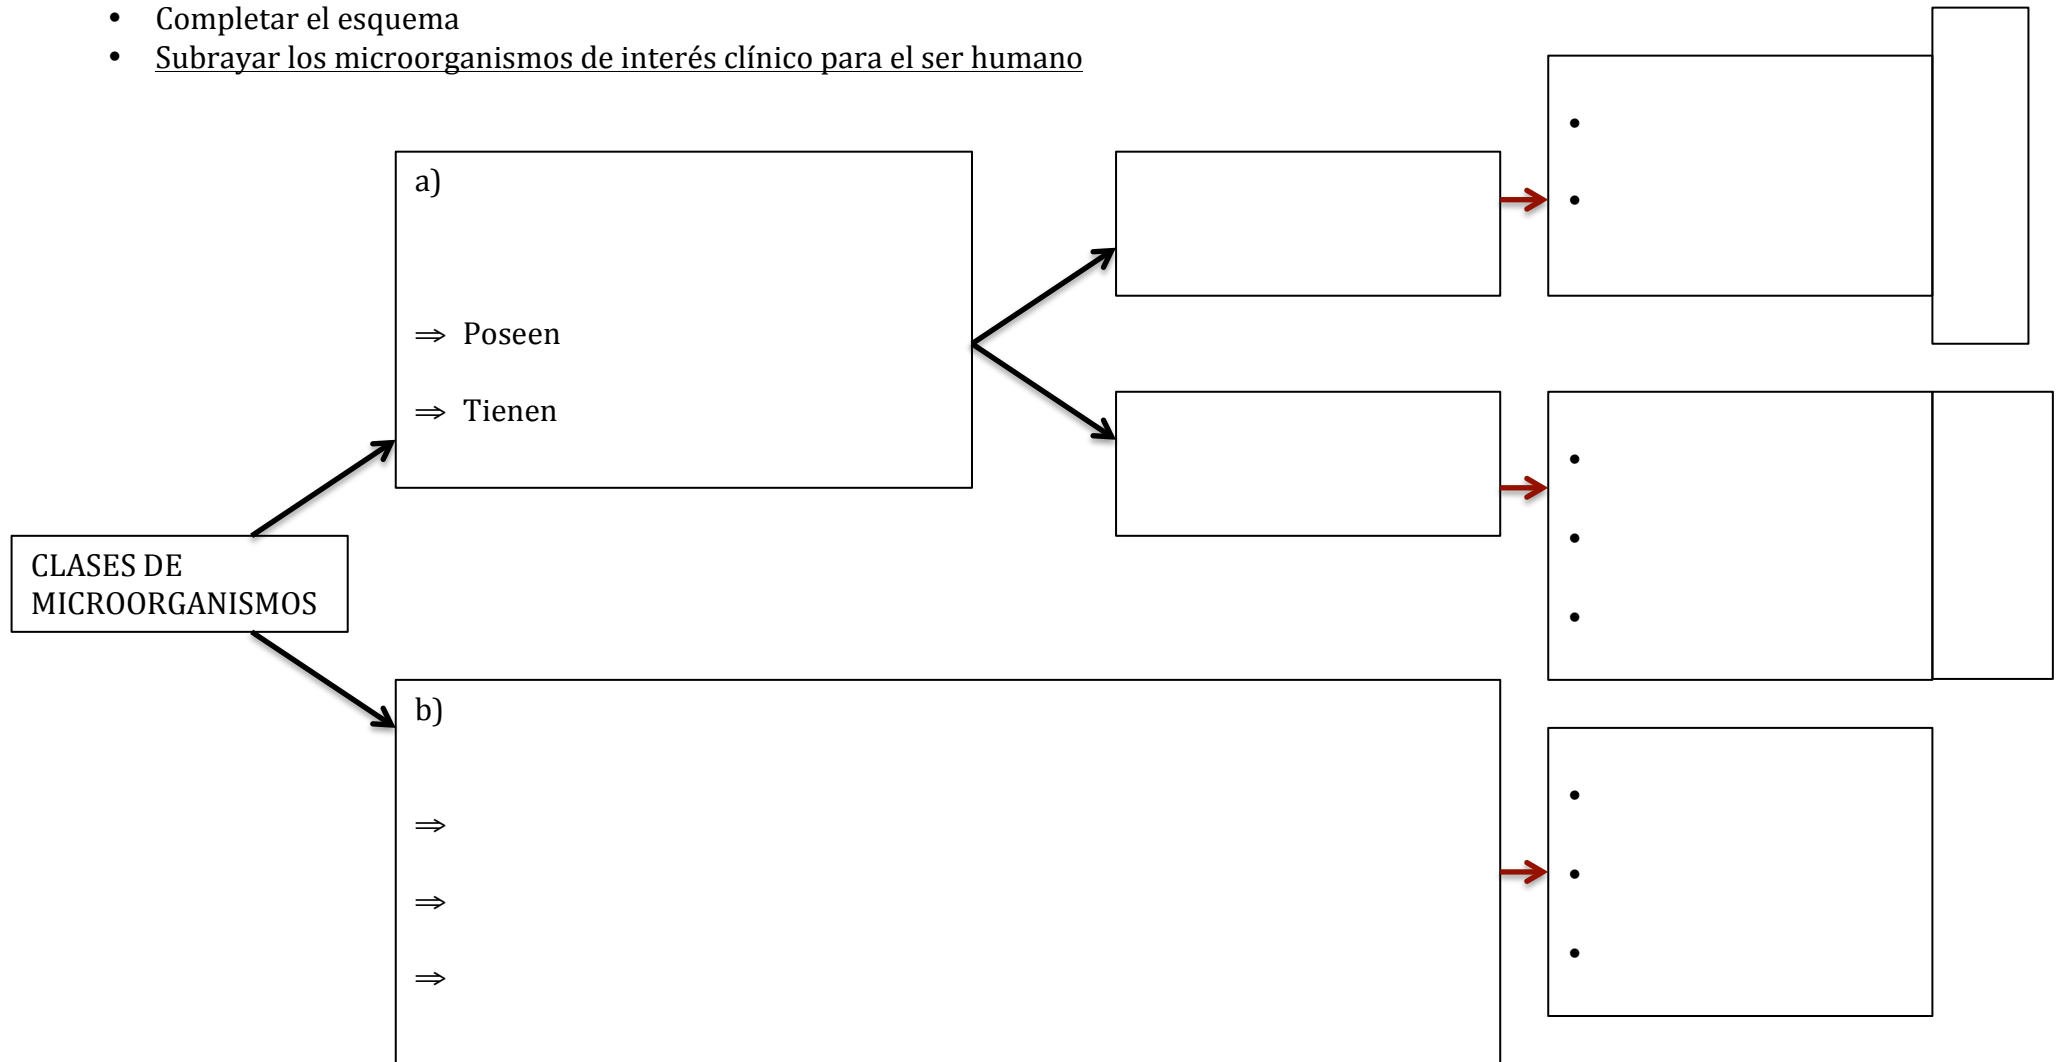 • Completar el esquema
• Subrayar los microorganismos de interés clínico para el ser humano
a)
⇒ Poseen
⇒ Tienen
CLASES DE
MICROORGANISMOS
b)
⇒
⇒
⇒
•
•
•
•
•
•
•
•